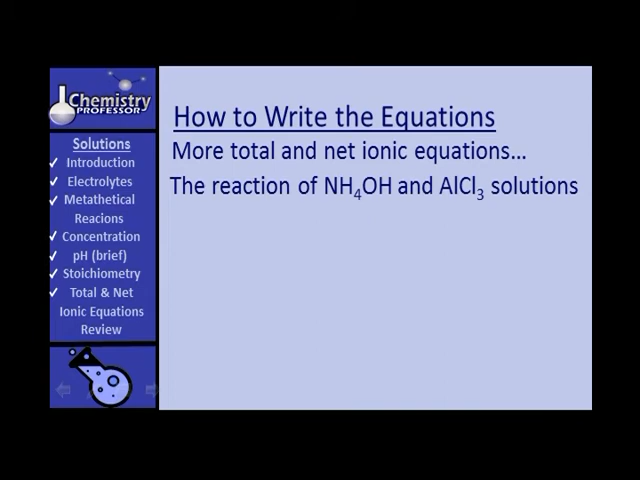 Chemistry
PROFESSOR
Solutions
Introduction
Electrolytes
Metathetical
Reacions
Concentration
pH (brief)
Stoichiometry
Total & Net
Ionic Equations
Review
How to Write the Equations
More total and net ionic equations...
The reaction of NH₄OH and AlCl₃ solutions